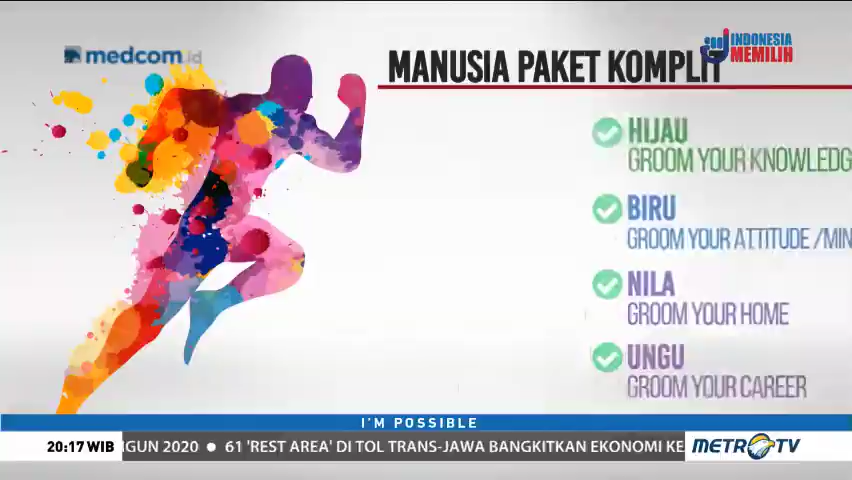 medcom.id
INDONESIA
MEMILIH
MANUSIA PAKET KOMPLIT
HIJAU
GROOM YOUR KNOWLEDG
BIRU
GROOM YOUR ATTITUDE /MIN
NILA
GROOM YOUR HOME
UNGU
GROOM YOUR CAREER
I'M POSSIBLE
20:17 WIB
GUN 2020 ● 61 'REST AREA' DI TOL TRANS-JAWA BANGKITKAN EKONOMI KE
METRO TV